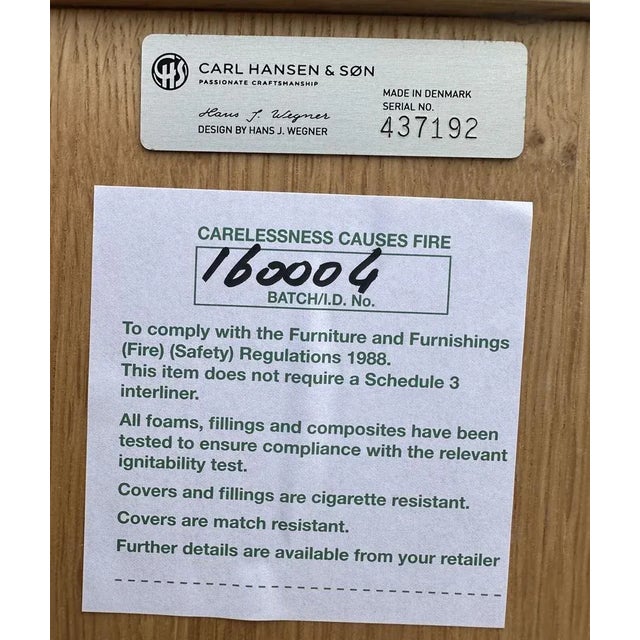 CHS
CARL HANSEN & SØN
PASSIONATE CRAFTSMANSHIP
Hans J. Wegner
DESIGN BY HANS J. WEGNER
MADE IN DENMARK
SERIAL NO.
437192
CARELESSNESS CAUSES FIRE
160004
BATCH/I.D. No.
To comply with the Furniture and Furnishings
(Fire) (Safety) Regulations 1988.
This item does not require a Schedule 3
interliner.
All foams, fillings and composites have been
tested to ensure compliance with the relevant
ignitability test.
Covers and fillings are cigarette resistant.
Covers are match resistant.
Further details are available from your retailer